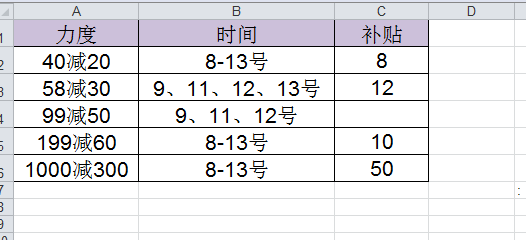 A B C D
1 力度 时间 补贴
2 40减20 8-13号 8
3 58减30 9、11、12、13号 12
4 99减50 9、11、12号
5 199减60 8-13号 10
6 1000减300 8-13号 50
7 :
8
9